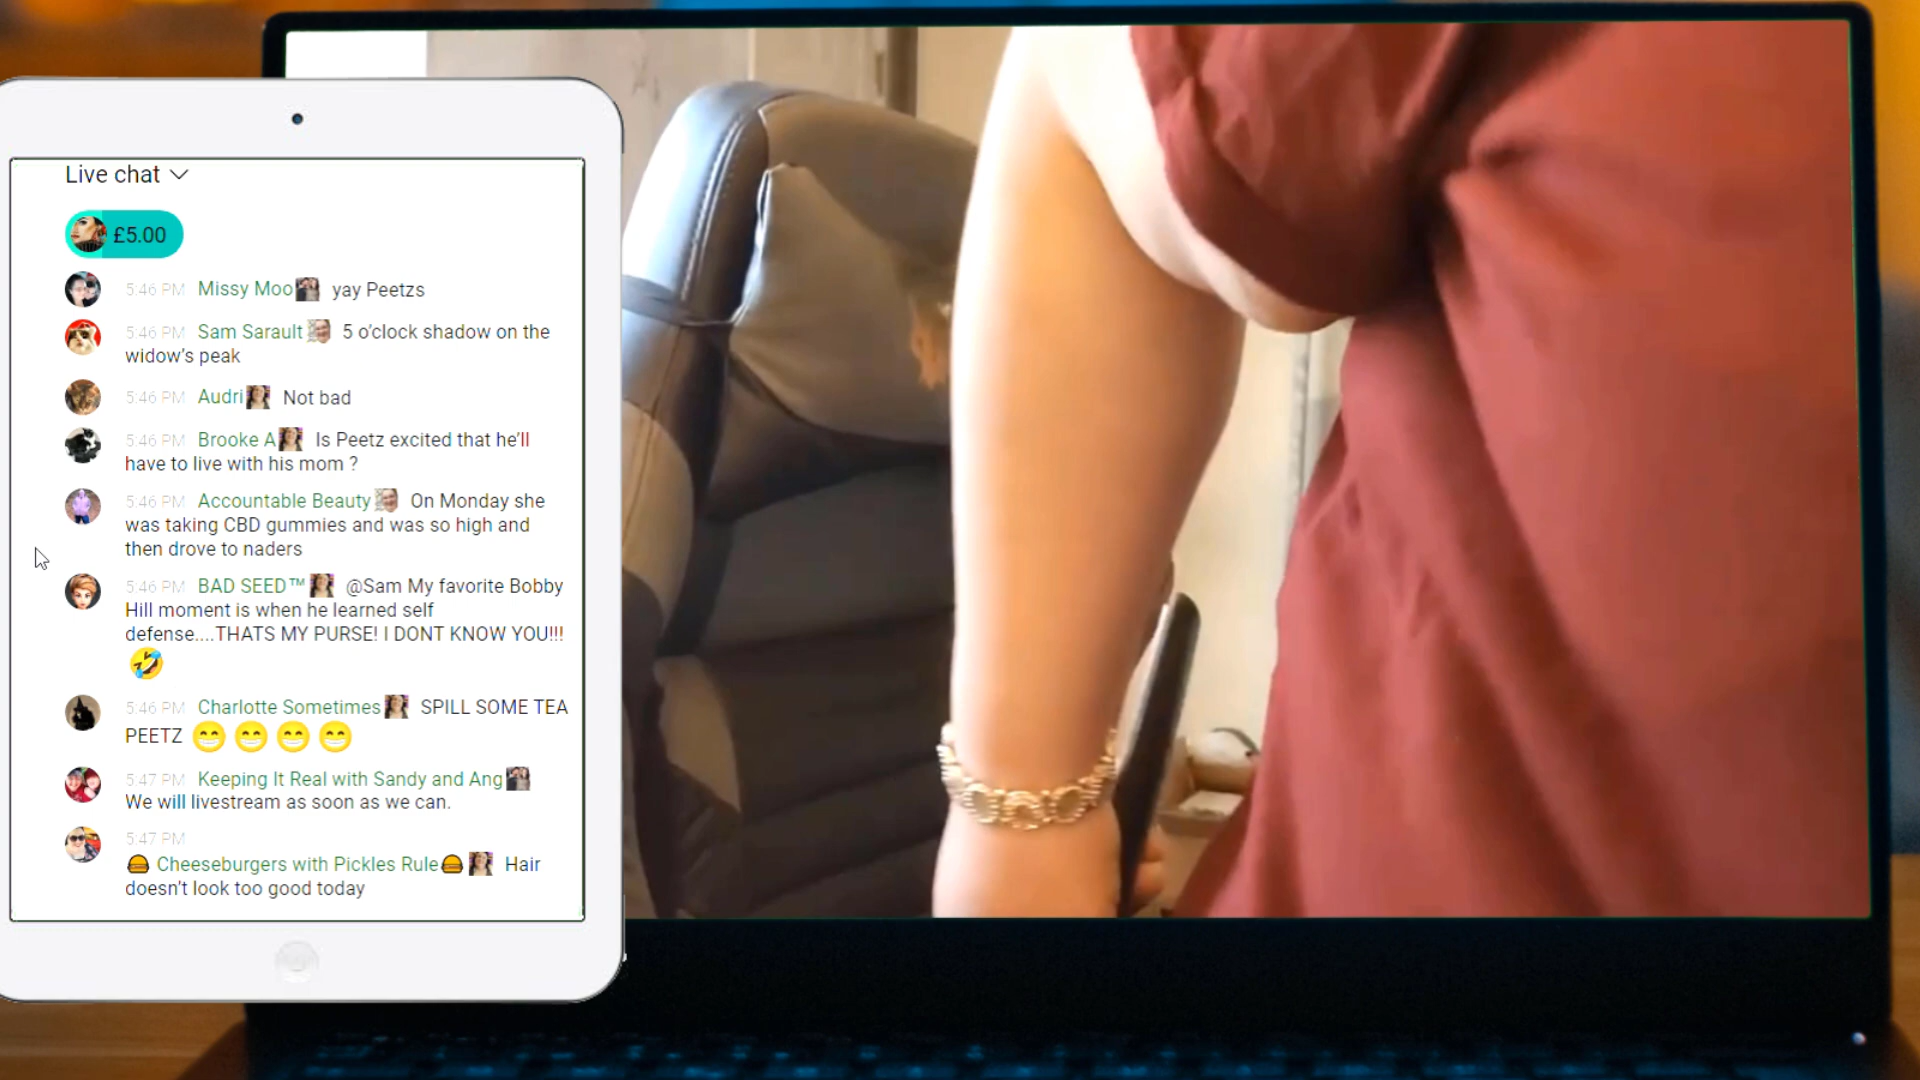 Live chat
£5.00
5:46 PM Missy Moo yay Peetzs
5:46 PM Sam Sarault 5 o'clock shadow on the
widow's peak
5:46 PM Audri Not bad
5:46 PM Brooke A Is Peetz excited that he'll
have to live with his mom ?
5:46 PM Accountable Beauty On Monday she
was taking CBD gummies and was so high and
then drove to naders
5:46 PM BAD SEED™ @Sam My favorite Bobby
Hill moment is when he learned self
defense....THATS MY PURSE! I DONT KNOW YOU!!!
🤣
5:46 PM Charlotte Sometimes SPILL SOME TEA
PEETZ 😁 😁 😁 😁
5:47 PM Keeping It Real with Sandy and Ang
We will livestream as soon as we can.
5:47 PM
🍔 Cheeseburgers with Pickles Rule🍔 Hair
doesn't look too good today